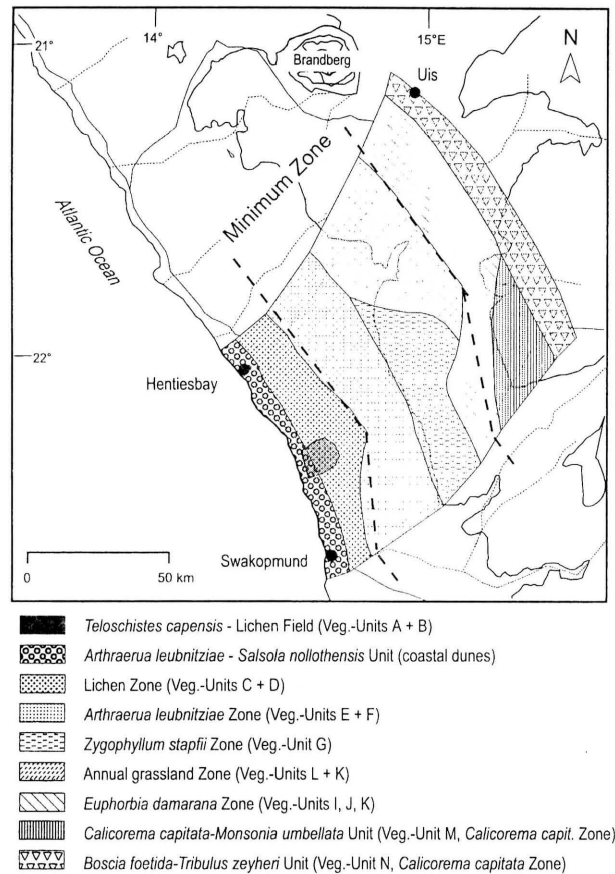 14°
15°E
21°
22°
N
Brandberg
Uis
Minimum Zone
Atlantic Ocean
Hentiesbay
Swakopmund
0 50 km
Teloschistes capensis - Lichen Field (Veg.-Units A + B)
Arthraerua leubnitziae - Salsola nollothensis Unit (coastal dunes)
Lichen Zone (Veg.-Units C + D)
Arthraerua leubnitziae Zone (Veg.-Units E + F)
Zygophyllum stapfii Zone (Veg.-Unit G)
Annual grassland Zone (Veg.-Units L + K)
Euphorbia damarana Zone (Veg.-Units I, J, K)
Calicorema capitata-Monsonia umbellata Unit (Veg.-Unit M, Calicorema capit. Zone)
Boscia foetida-Tribulus zeyheri Unit (Veg.-Unit N, Calicorema capitata Zone)